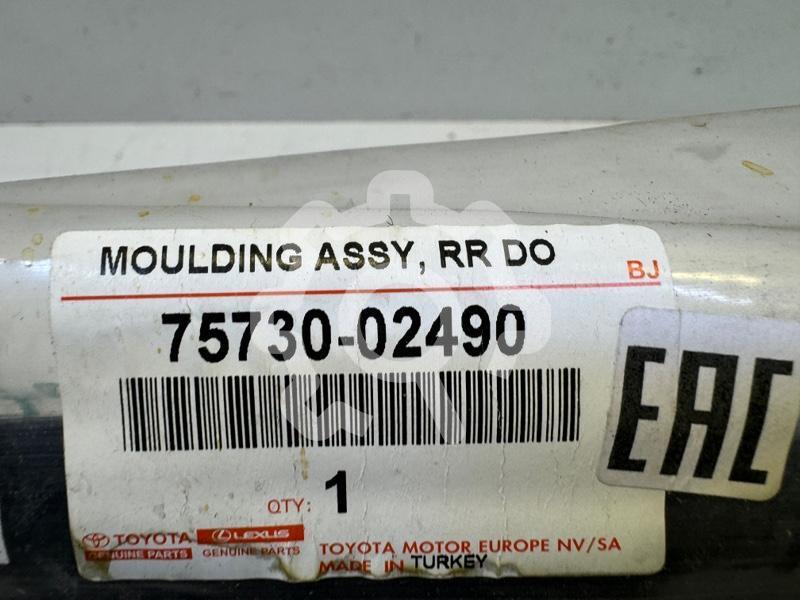 MOULDING ASSY, RR DO
BJ
75730-02490
EAC
QTY: 1
TOYOTA
GENUINE PARTS
LEXUS
GENUINE PARTS
TOYOTA MOTOR EUROPE NV/SA
MADE IN TURKEY